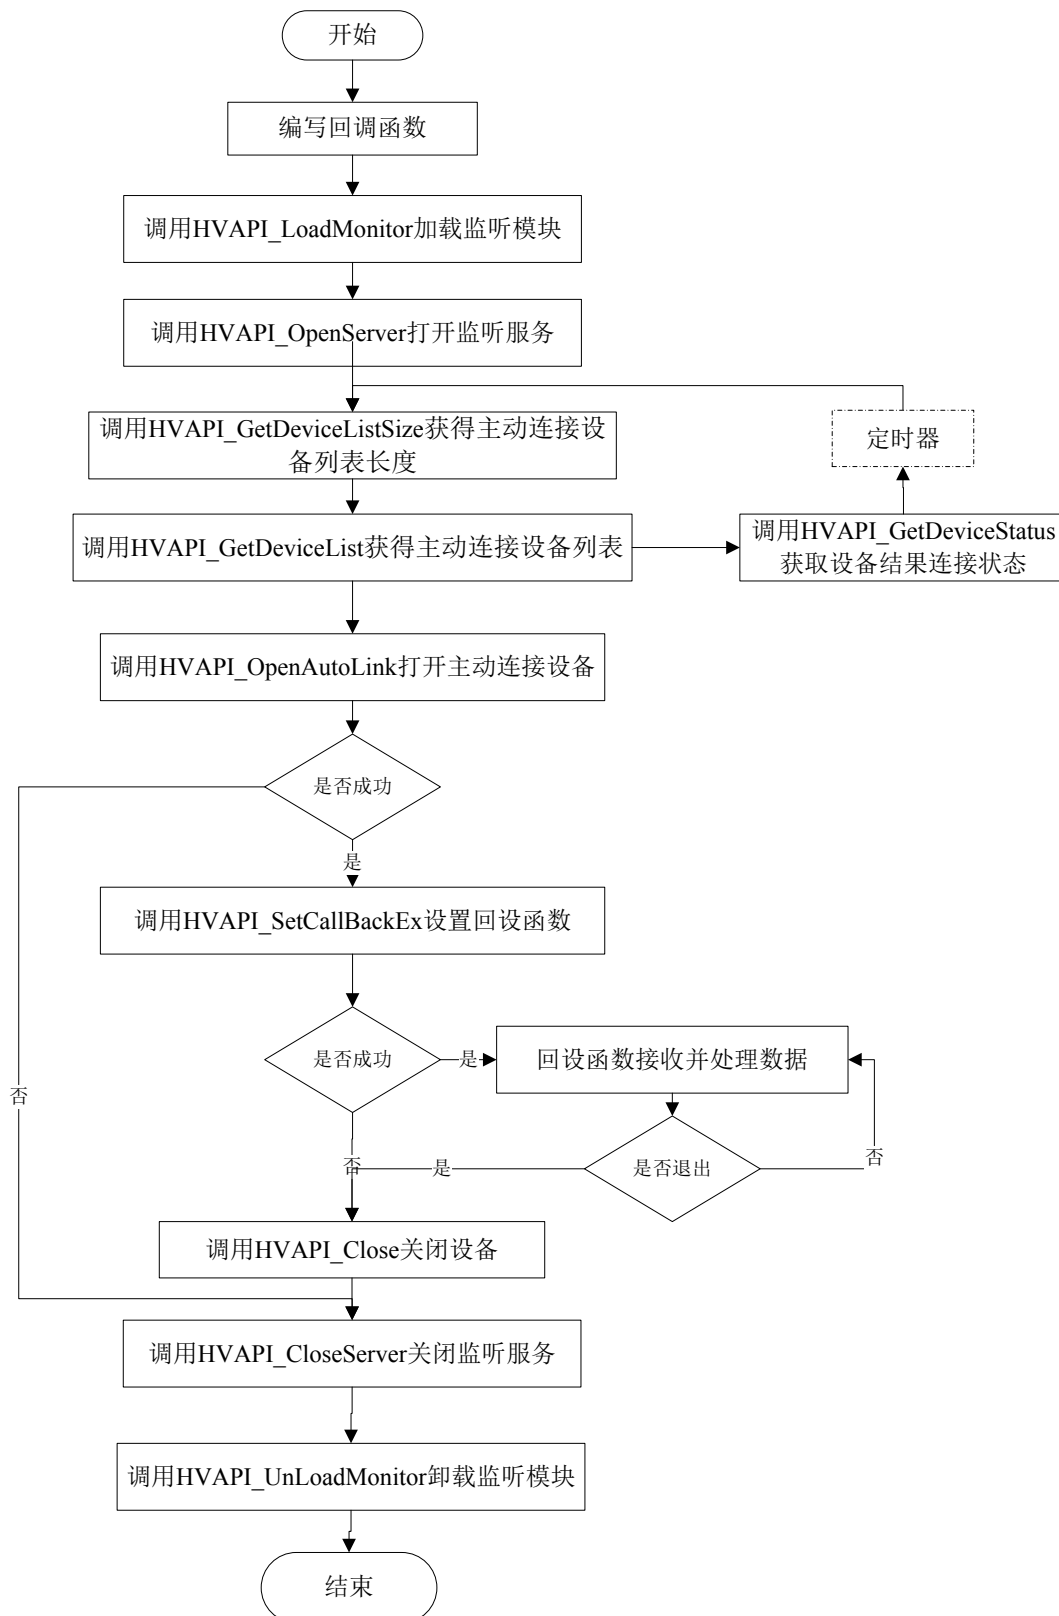 开始
编写回调函数
调用HVAPI_LoadMonitor加载监听模块
调用HVAPI_OpenServer打开监听服务
调用HVAPI_GetDeviceListSize获得主动连接设
备列表长度
定时器
调用HVAPI_GetDeviceList获得主动连接设备列表
调用HVAPI_GetDeviceStatus
获取设备结果连接状态
调用HVAPI_OpenAutoLink打开主动连接设备
是否成功
是
调用HVAPI_SetCallBackEx设置回设函数
是否成功
是
回设函数接收并处理数据
否
否
是
是否退出
否
调用HVAPI_Close关闭设备
调用HVAPI_CloseServer关闭监听服务
调用HVAPI_UnLoadMonitor卸载监听模块
结束